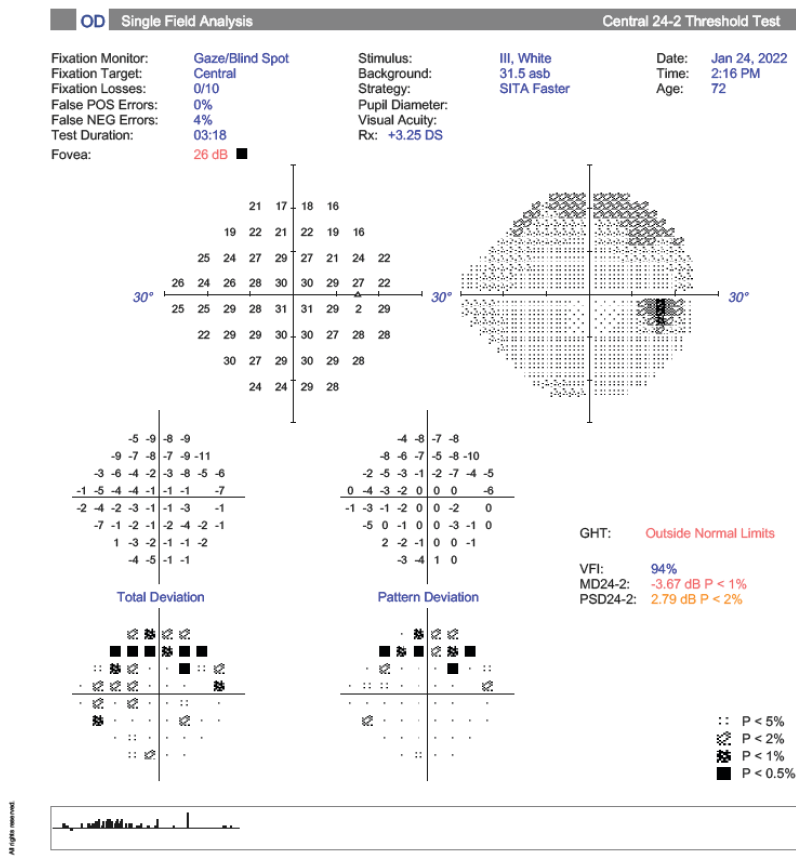 OD Single Field Analysis Central 24-2 Threshold Test
Fixation Monitor: Gaze/Blind Spot Stimulus: III, White Date: Jan 24, 2022
Fixation Target: Central Background: 31.5 asb Time: 2:16 PM
Fixation Losses: 0/10 Strategy: SITA Faster Age: 72
False POS Errors: 0% Pupil Diameter:
False NEG Errors: 4% Visual Acuity:
Test Duration: 03:18 Rx: +3.25 DS
Fovea: 26 dB
21 17 18 16
19 22 21 22 19 16
25 24 27 29 27 21 24 22
26 24 26 28 30 30 29 27 22
30° 30° 30°
25 25 29 28 31 31 29 2 29
22 29 29 30 30 27 28 28
30 27 29 30 29 28
24 24 29 28
-5 -9 -8 -9 -4 -8 -7 -8
-9 -7 -8 -7 -9 -11 -8 -6 -7 -5 -8 -10
-3 -6 -4 -2 -3 -8 -5 -6 -2 -5 -3 -1 -2 -7 -4 -5
-1 -5 -4 -4 -1 -1 -1 -7 0 -4 -3 -2 0 0 0 -6
-2 -4 -2 -3 -1 -1 -3 -1 -1 -3 -1 -2 0 0 -2 0
-7 -1 -2 -1 -2 -4 -2 -1 -5 0 -1 0 0 -3 -1 0
1 -3 -2 -1 -1 -2 2 -2 -1 0 0 -1
-4 -5 -1 -1 -3 -4 1 0
GHT: Outside Normal Limits
VFI: 94%
MD24-2: -3.67 dB P < 1%
PSD24-2: 2.79 dB P < 2%
Total Deviation Pattern Deviation
P < 5%
P < 2%
P < 1%
P < 0.5%
All rights reserved.